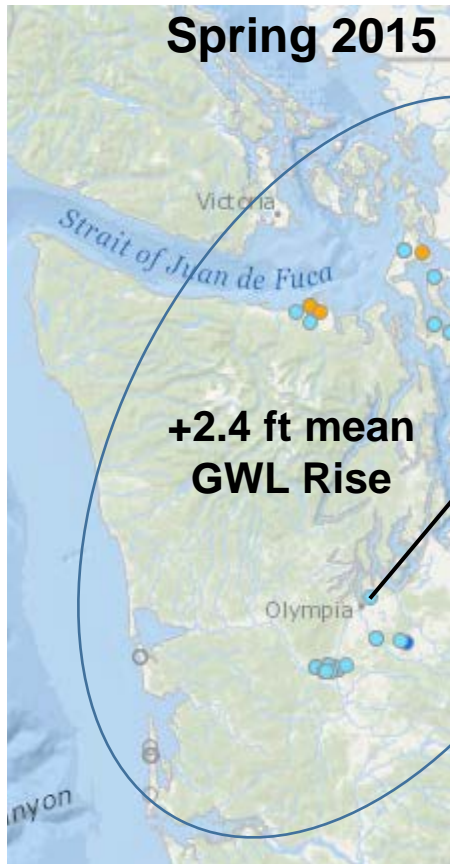 Spring 2015
Victoria
Strait of Juan de Fuca
+2.4 ft mean
GWL Rise
Olympia
nyon